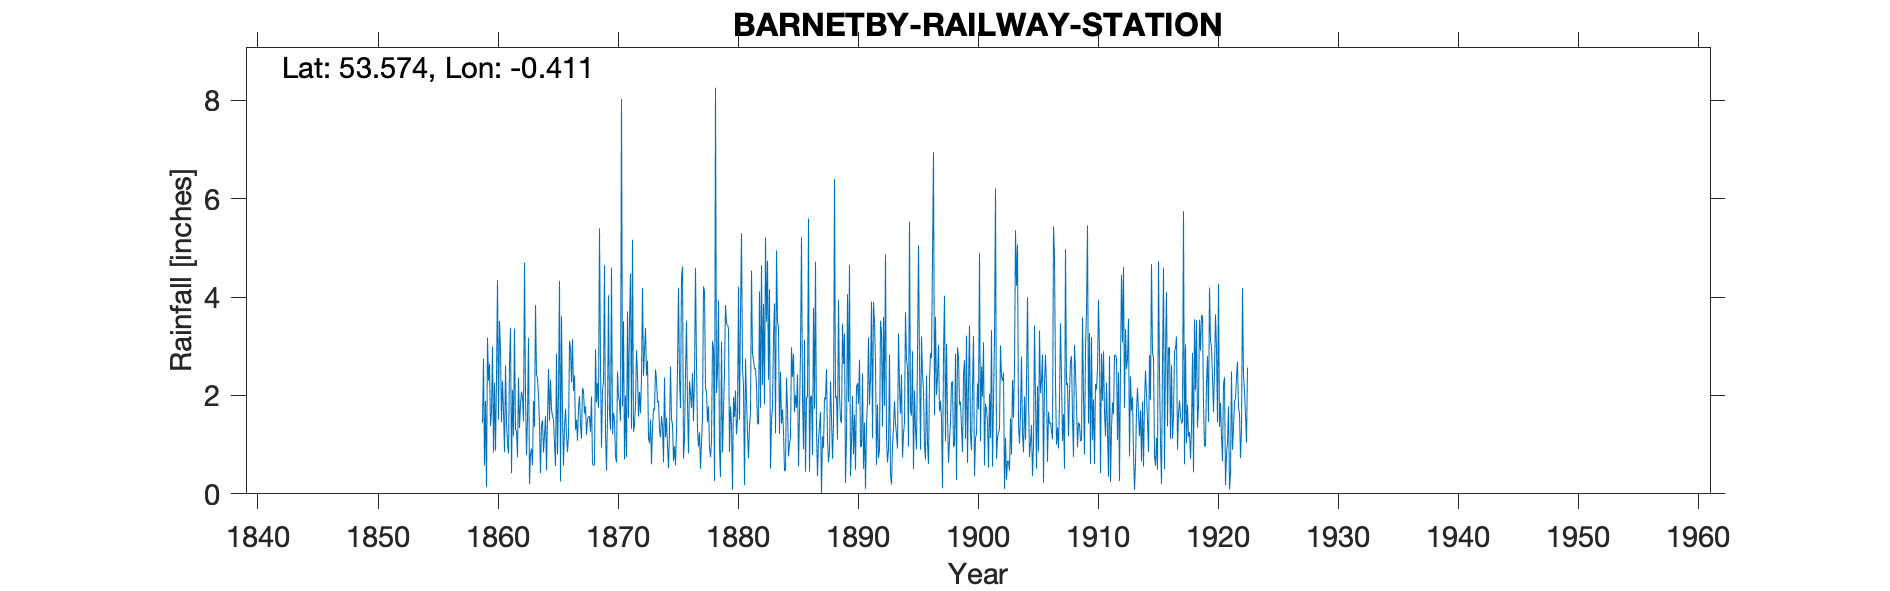 BARNETBY-RAILWAY-STATION
Lat: 53.574, Lon: -0.411
8
6
4
2
0
Rainfall [inches]
1840 1850 1860 1870 1880 1890 1900 1910 1920 1930 1940 1950 1960
Year